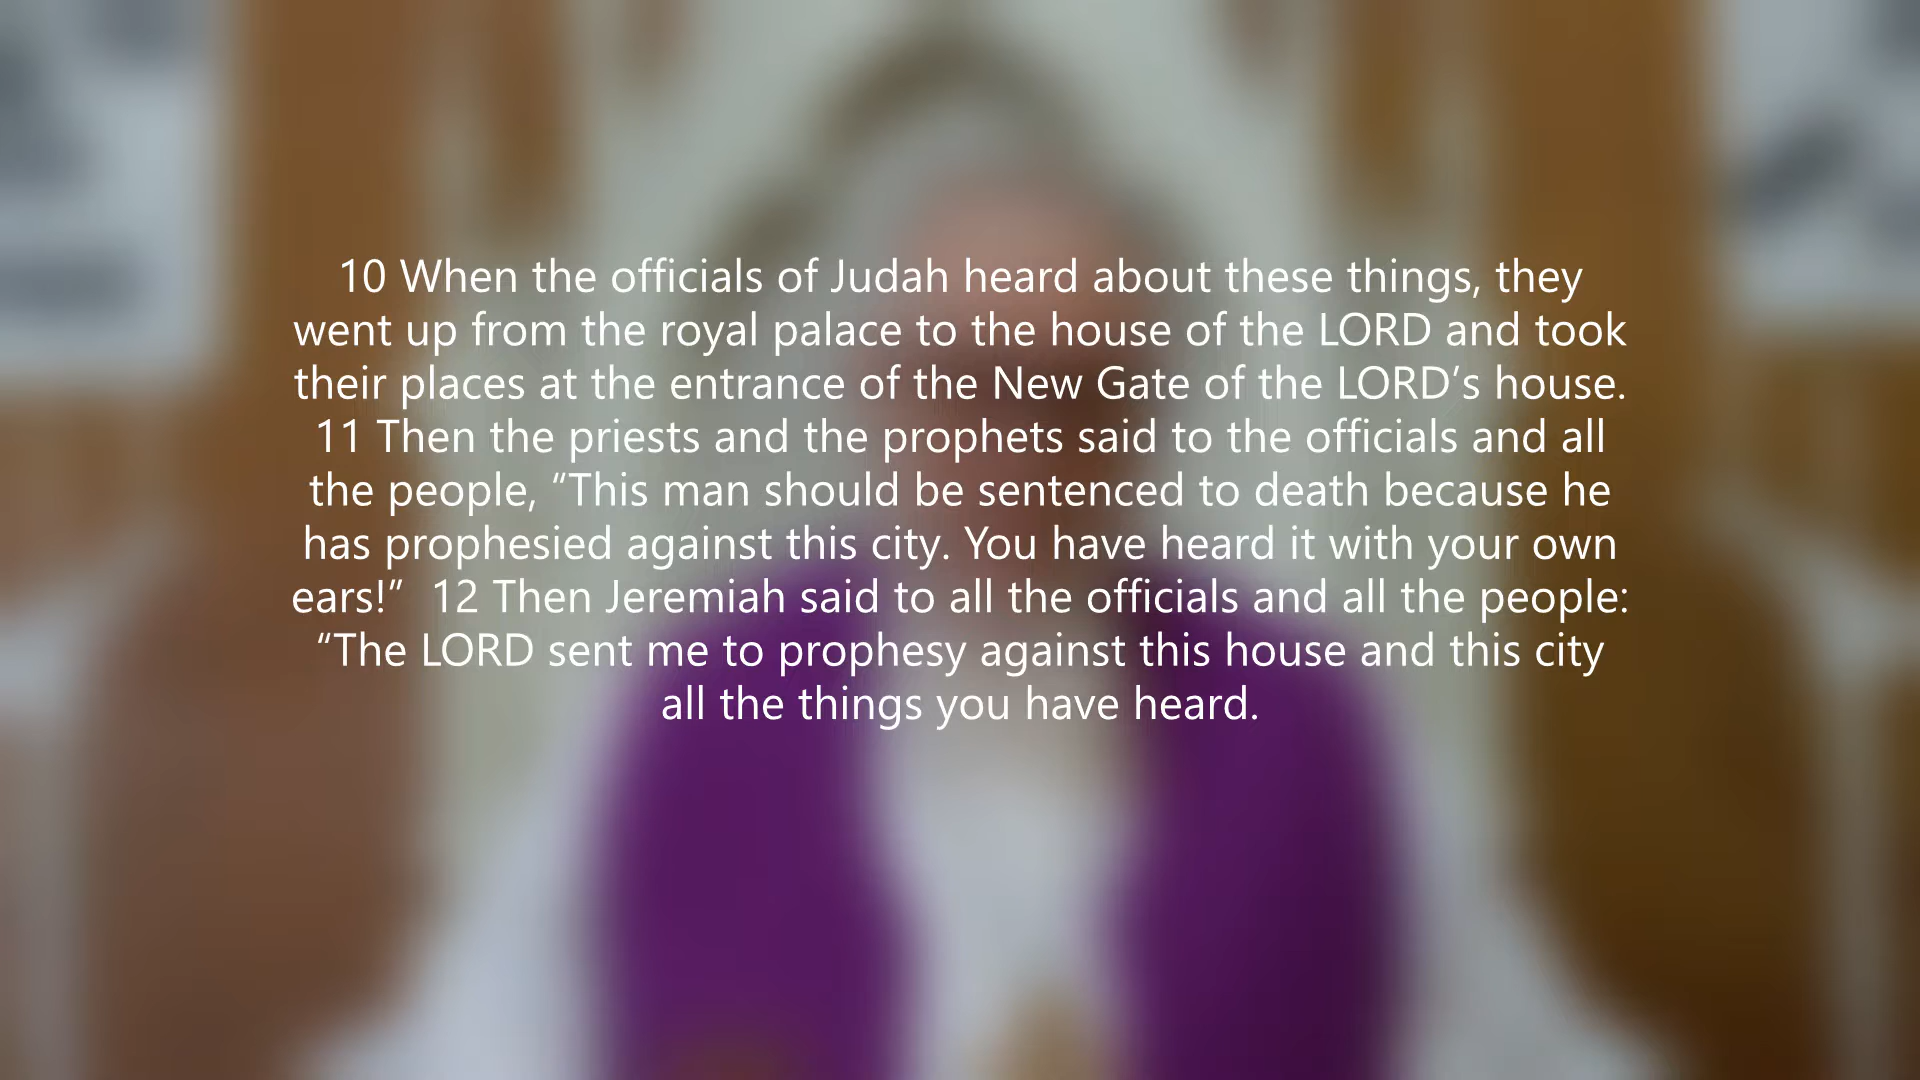 10 When the officials of Judah heard about these things, they
went up from the royal palace to the house of the LORD and took
their places at the entrance of the New Gate of the LORD’s house.
11 Then the priests and the prophets said to the officials and all
the people, “This man should be sentenced to death because he
has prophesied against this city. You have heard it with your own
ears!”  12 Then Jeremiah said to all the officials and all the people:
“The LORD sent me to prophesy against this house and this city
all the things you have heard.